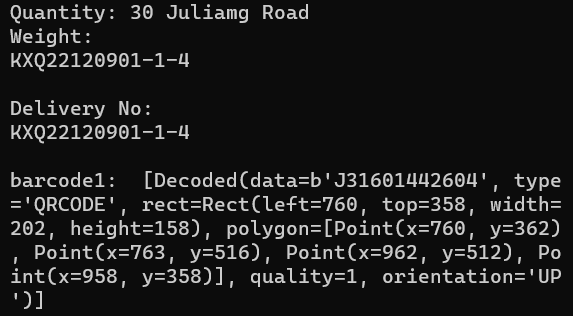 Quantity: 30 Juliamg Road
Weight:
KXQ22120901-1-4

Delivery No:
KXQ22120901-1-4

barcode1:  [Decoded(data=b'J31601442604', type
='QRCODE', rect=Rect(left=760, top=358, width=
202, height=158), polygon=[Point(x=760, y=362)
, Point(x=763, y=516), Point(x=962, y=512), Po
int(x=958, y=358)], quality=1, orientation='UP
')]